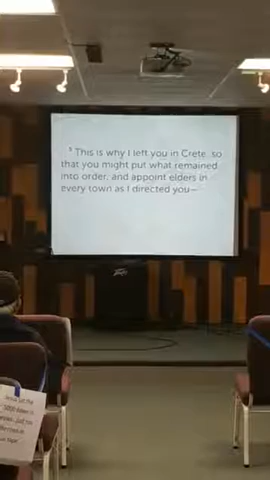 ⁵ This is why I left you in Crete, so
that you might put what remained
into order, and appoint elders in
every town as I directed you—